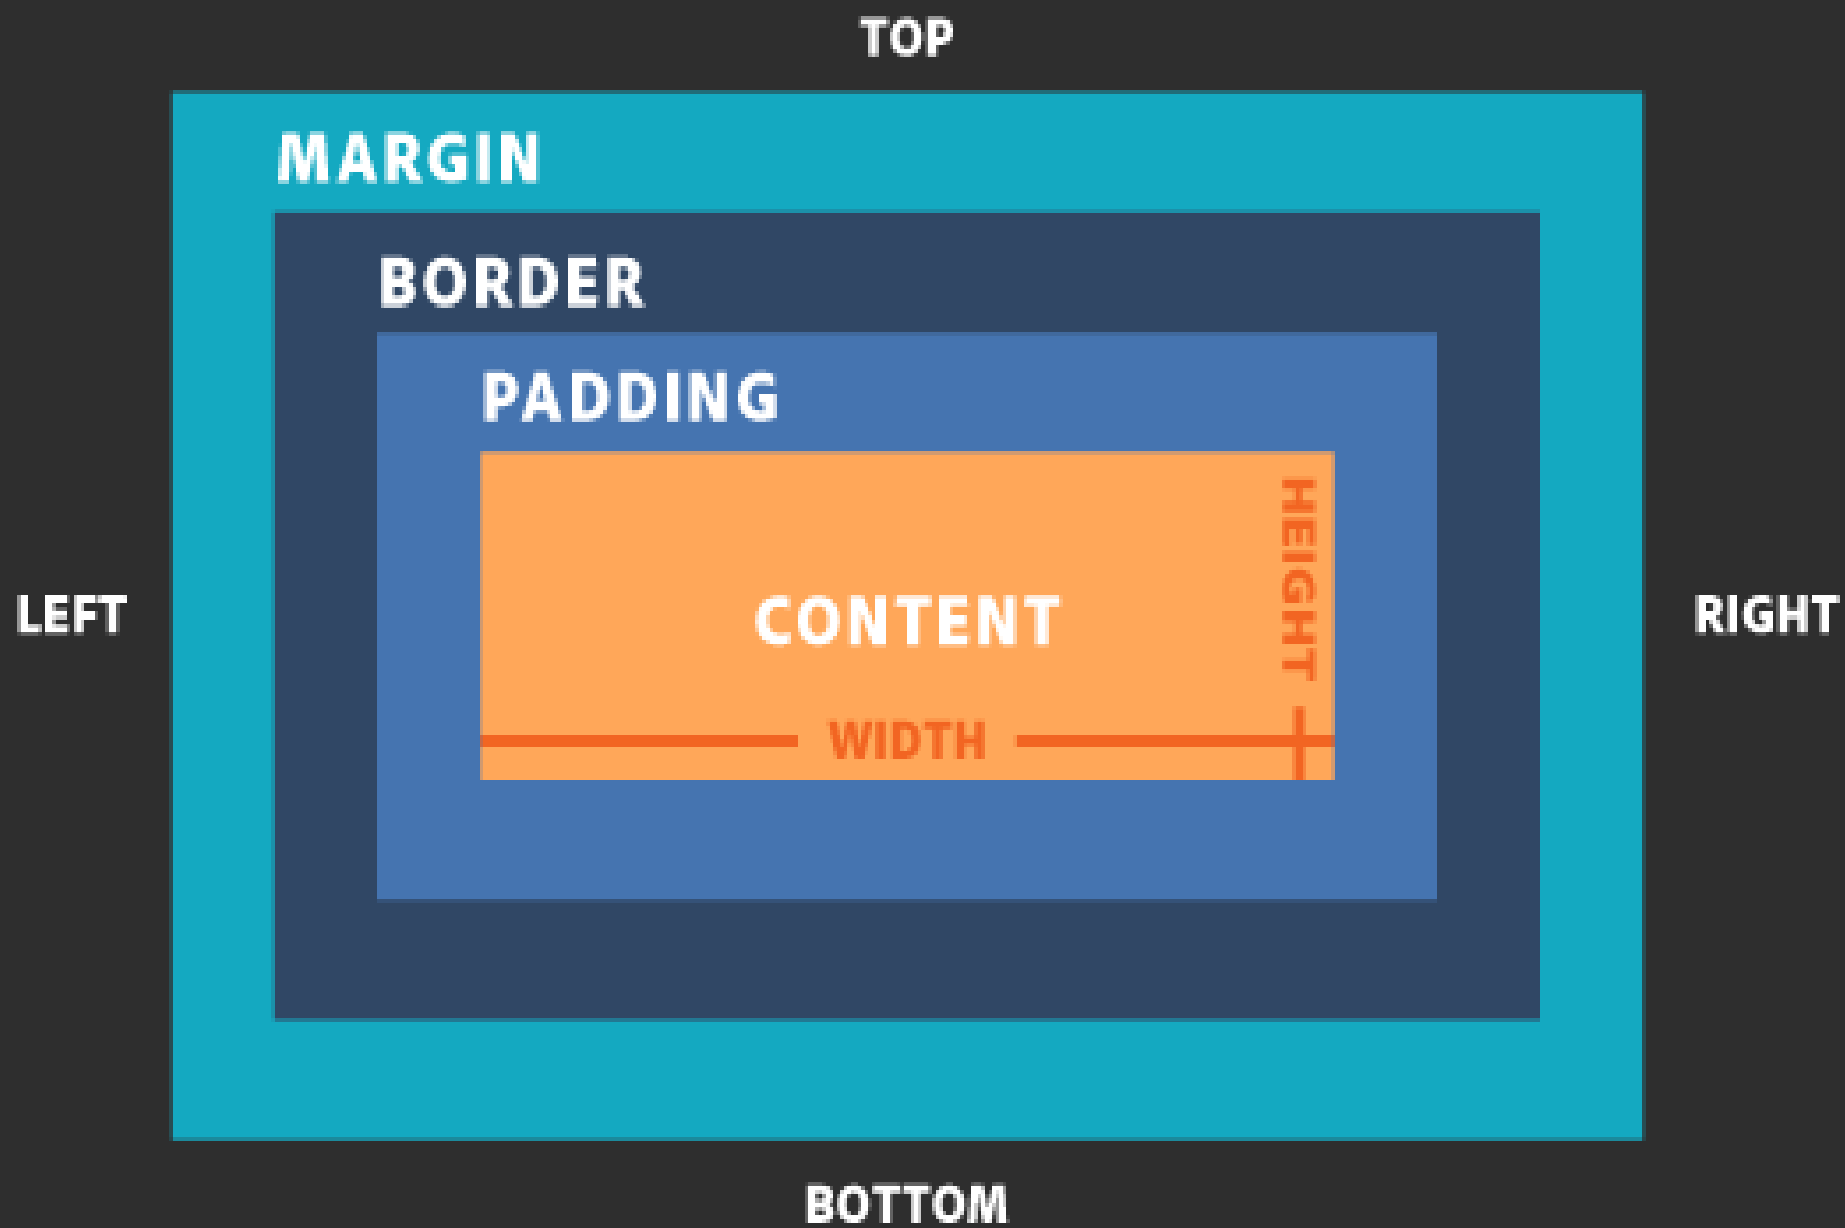 TOP
MARGIN
BORDER
PADDING
HEIGHT
LEFT
CONTENT
RIGHT
WIDTH
BOTTOM